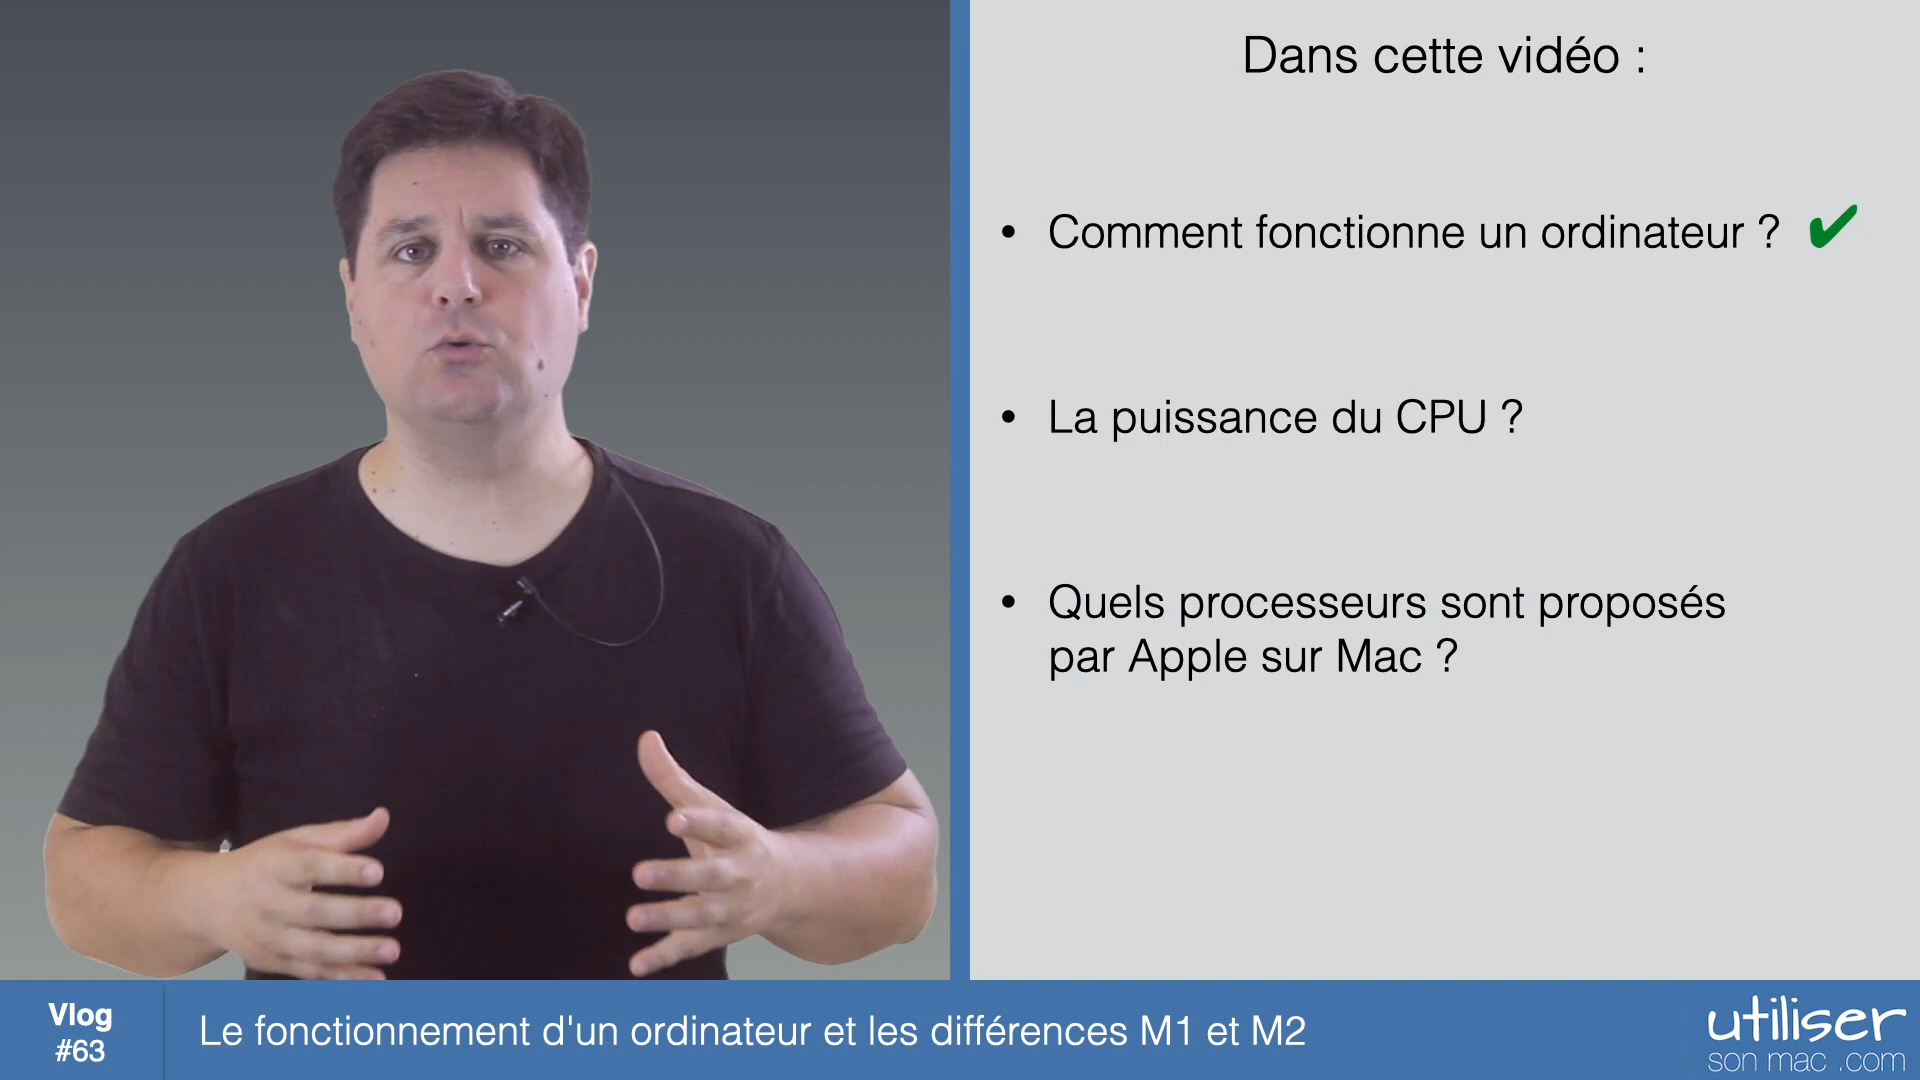 Dans cette vidéo :
• Comment fonctionne un ordinateur ? ✔
• La puissance du CPU ?
• Quels processeurs sont proposés
par Apple sur Mac ?
Vlog
#63
Le fonctionnement d'un ordinateur et les différences M1 et M2
utiliser
son mac .com